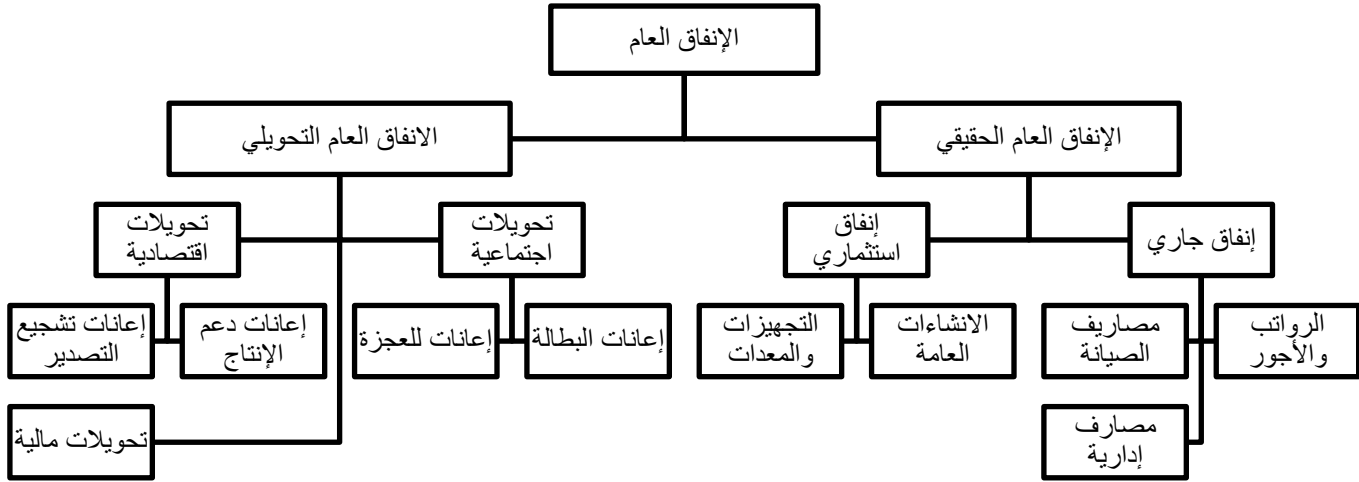 الإنفاق العام
الإنفاق العام الحقيقي
الانفاق العام التحويلي
إنفاق جاري
إنفاق
استثماري
تحويلات
اجتماعية
تحويلات
اقتصادية
الرواتب
والأجور
مصاريف
الصيانة
الانشاءات
العامة
التجهيزات
والمعدات
إعانات البطالة
إعانات للعجزة
إعانات دعم
الإنتاج
إعانات تشجيع
التصدير
مصارف
إدارية
تحويلات مالية